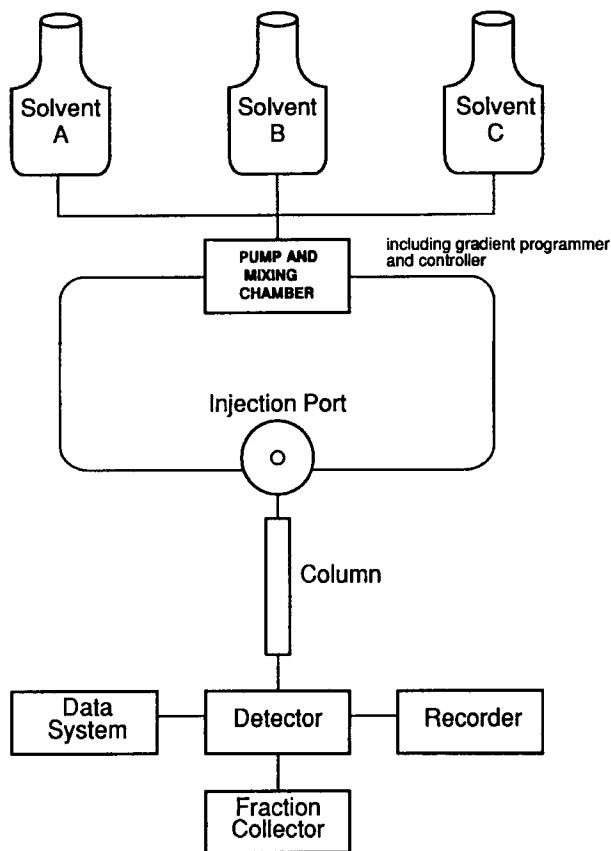 Solvent
A
Solvent
B
Solvent
C
PUMP AND
MIXING
CHAMBER
including gradient programmer
and controller
Injection Port
Column
Data
System
Detector
Recorder
Fraction
Collector